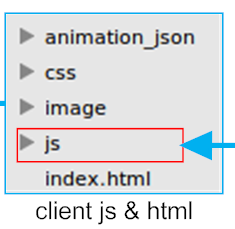 animation_json
css
image
js
index.html
client js & html